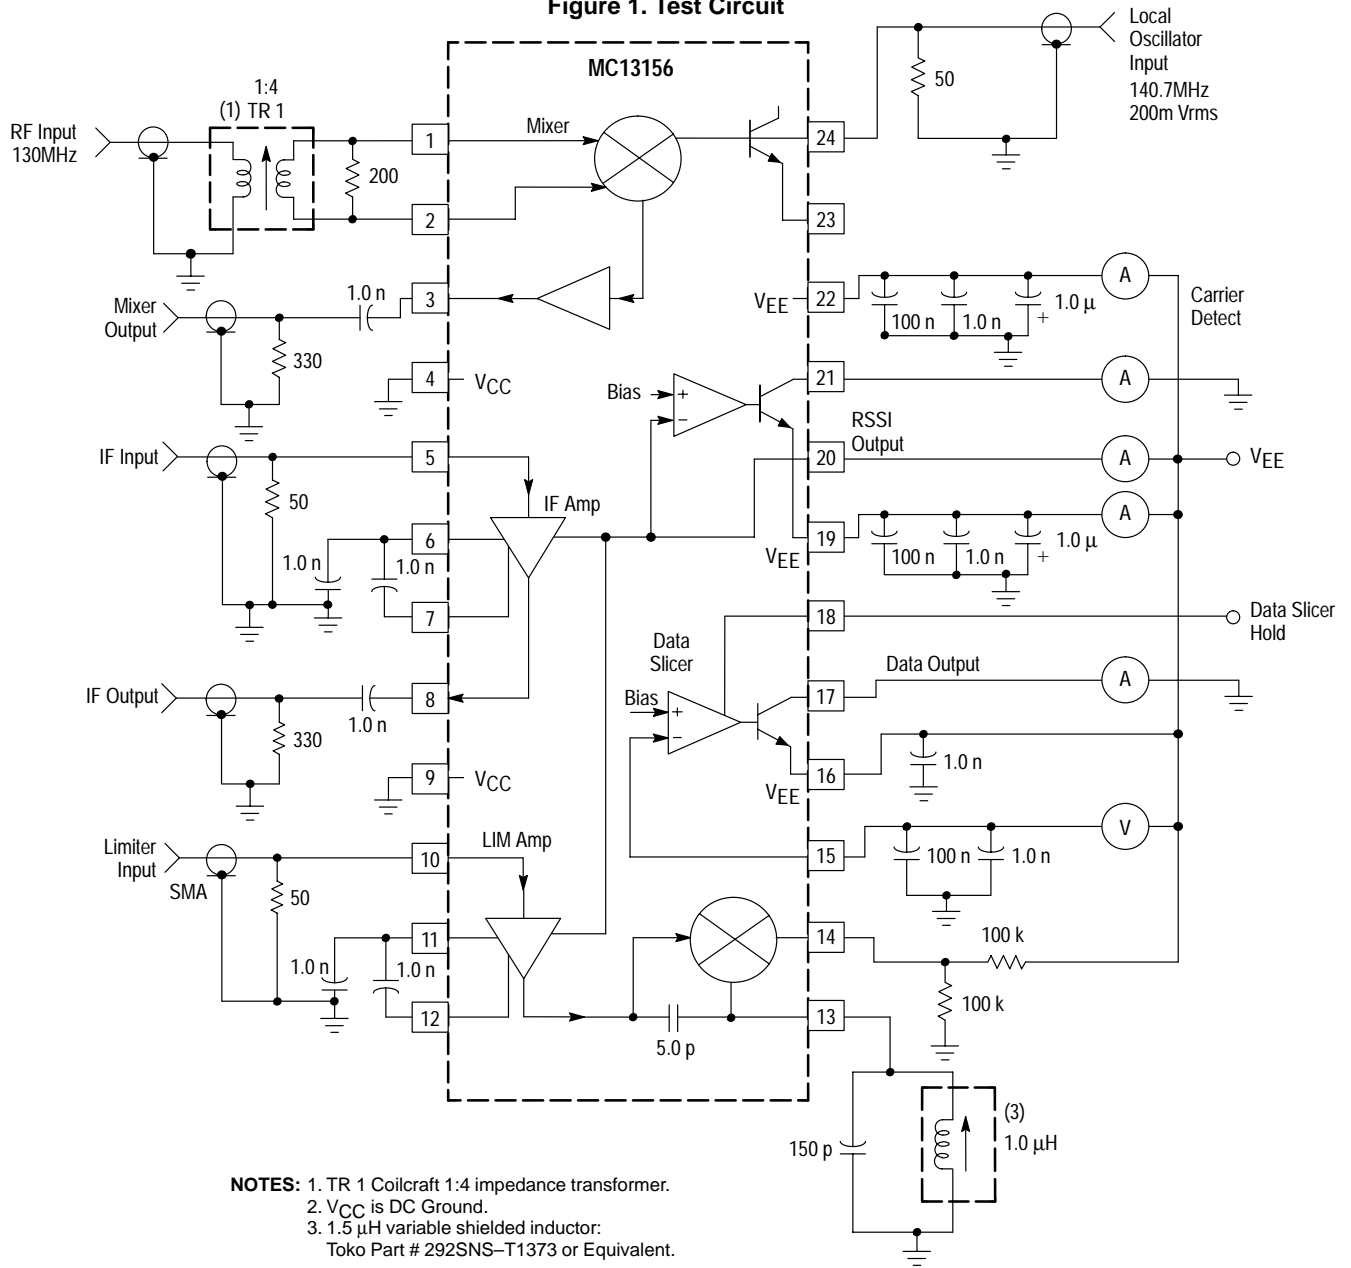 Figure 1. Test Circuit
MC13156
Local
Oscillator
Input
140.7MHz
200m Vrms
50
1:4
(1) TR 1
RF Input
130MHz
200
1
2
Mixer
24
23
Mixer
Output
1.0 n
3
330
VEE
22
100 n
1.0 n
1.0 µ
+
A
Carrier
Detect
4
VCC
Bias
+
−
21
A
RSSI
Output
20
A
VEE
IF Input
5
50
IF Amp
6
1.0 n
1.0 n
7
VEE
19
100 n
1.0 n
1.0 µ
+
A
18
Data Slicer
Hold
Data
Slicer
Bias
+
−
Data Output
17
A
IF Output
1.0 n
8
330
16
VEE
1.0 n
9
VCC
Limiter
Input
SMA
10
50
LIM Amp
15
100 n
1.0 n
V
11
1.0 n
1.0 n
12
14
100 k
100 k
5.0 p
13
150 p
(3)
1.0 µH
NOTES: 1. TR 1 Coilcraft 1:4 impedance transformer.
2. VCC is DC Ground.
3. 1.5 µH variable shielded inductor:
Toko Part # 292SNS–T1373 or Equivalent.